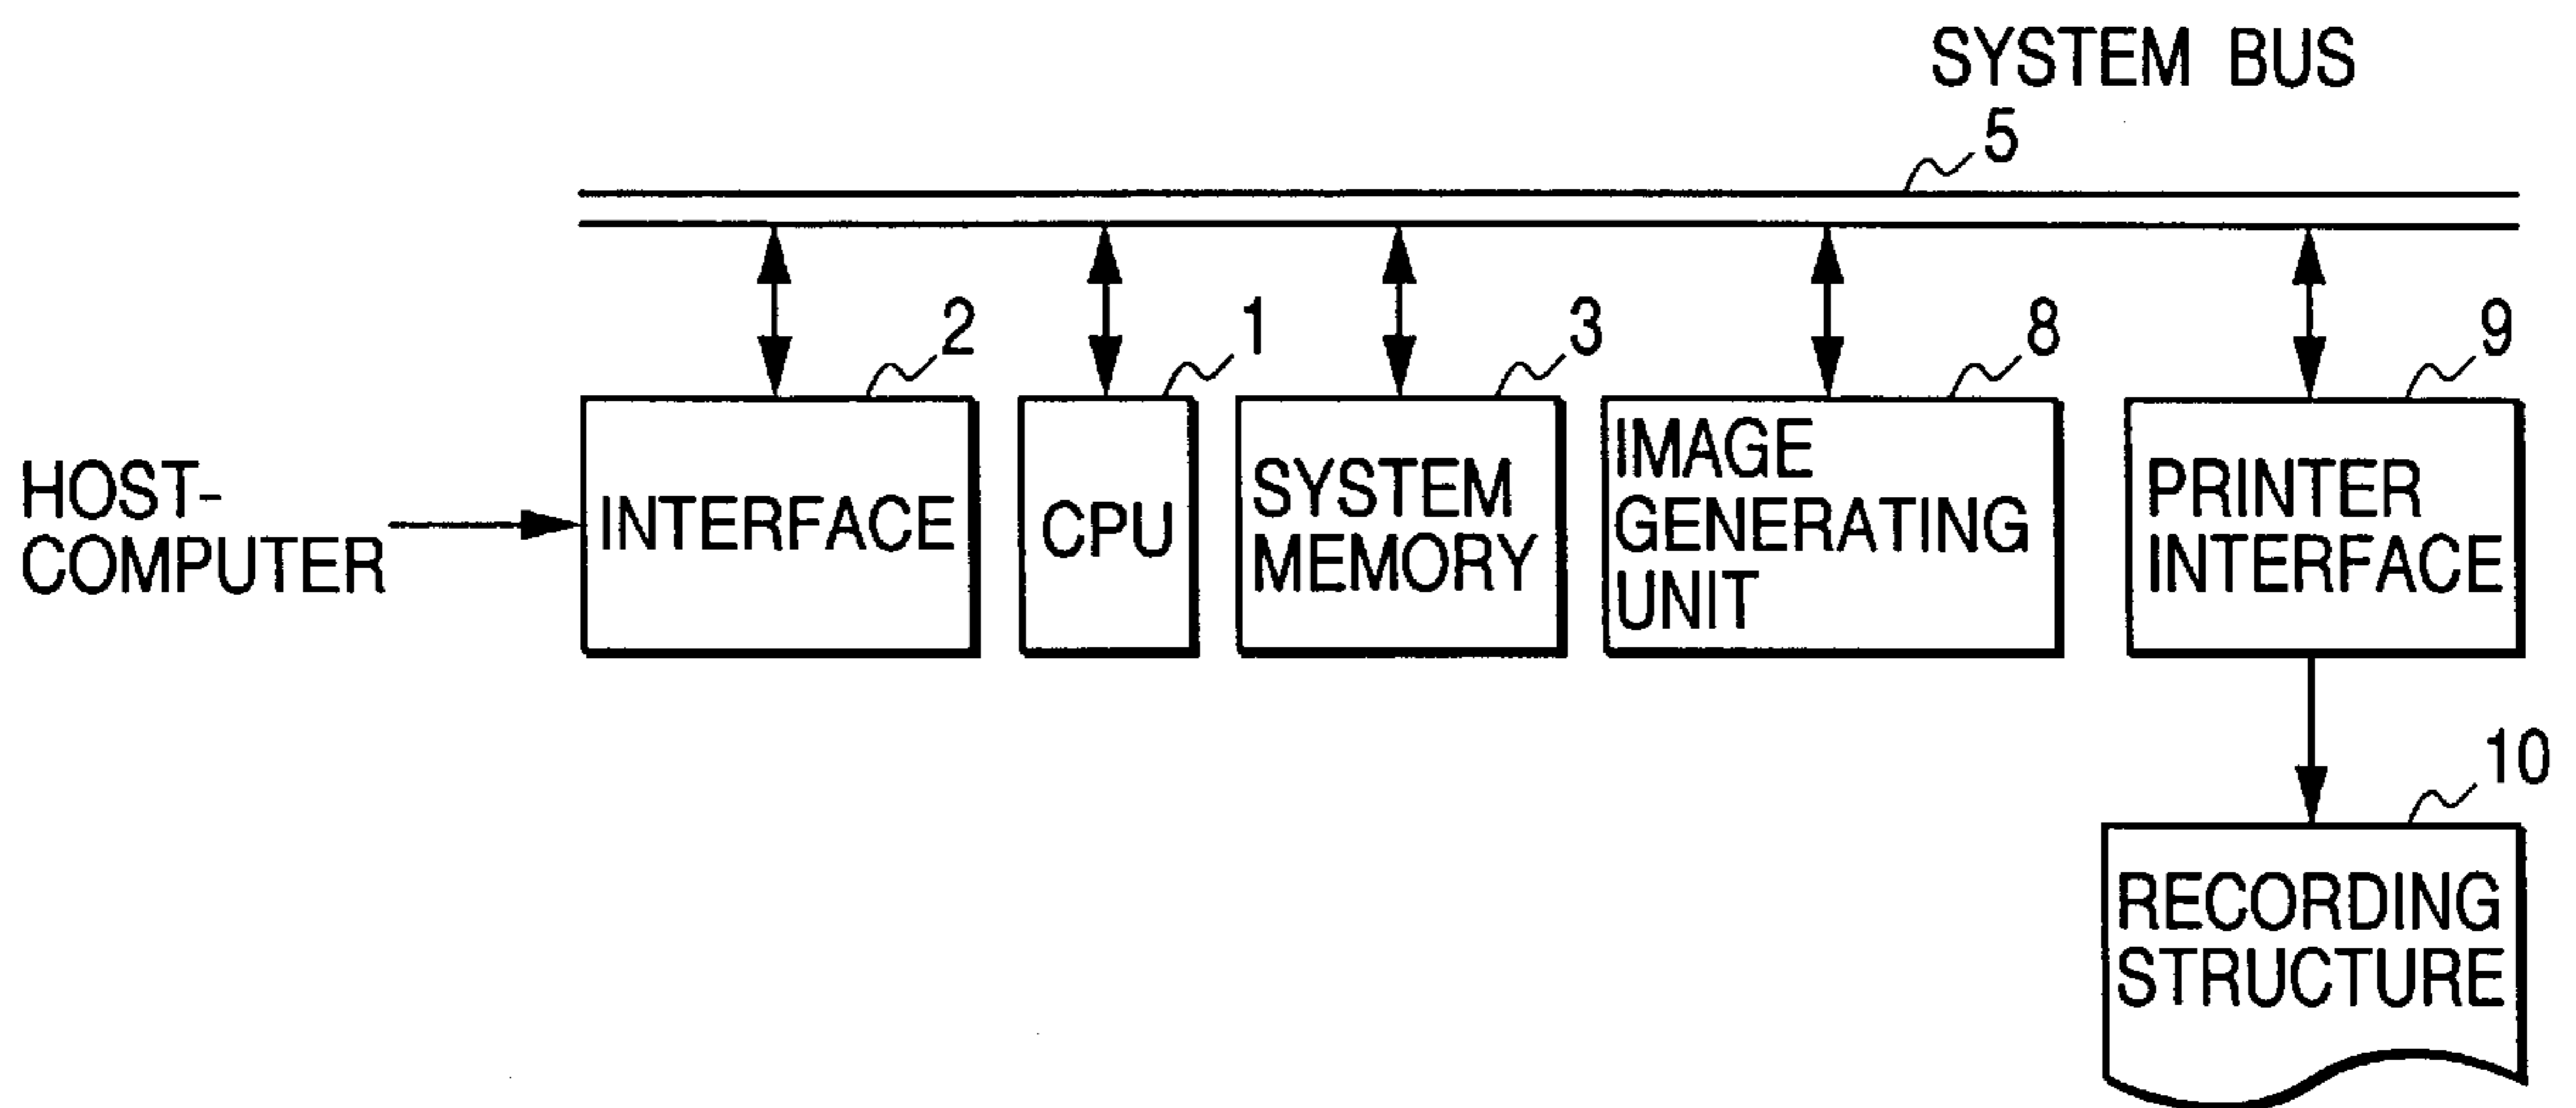 SYSTEM BUS
5
2
1
3
8
9
HOST-
COMPUTER
INTERFACE
CPU
SYSTEM
MEMORY
IMAGE
GENERATING
UNIT
PRINTER
INTERFACE
10
RECORDING
STRUCTURE